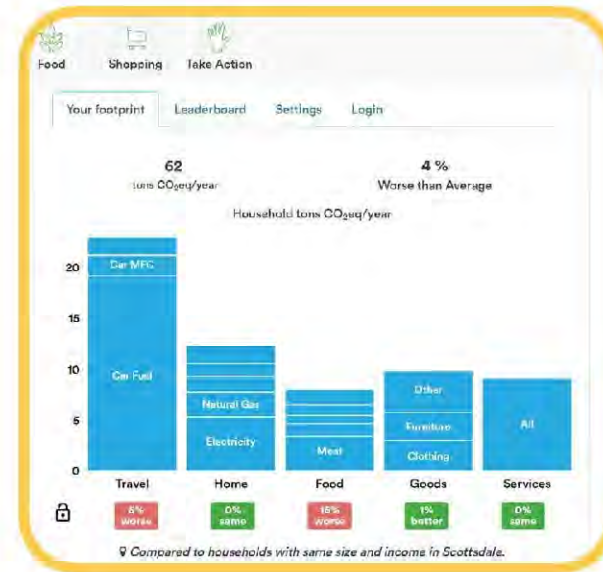 Food Shopping Take Action
Your footprint Leaderboard Settings Login
62 4 %
tons CO₂eq/year Worse than Average
Household tons CO₂eq/year
20
15
10
5
0
Car MFG
Car Fuel
Natural Gas
Electricity
Meat
Other
Furniture
Clothing
All
Travel Home Food Goods Services
0% 1% 0%
worse same worse better same
Compared to households with same size and income in Scottsdale.